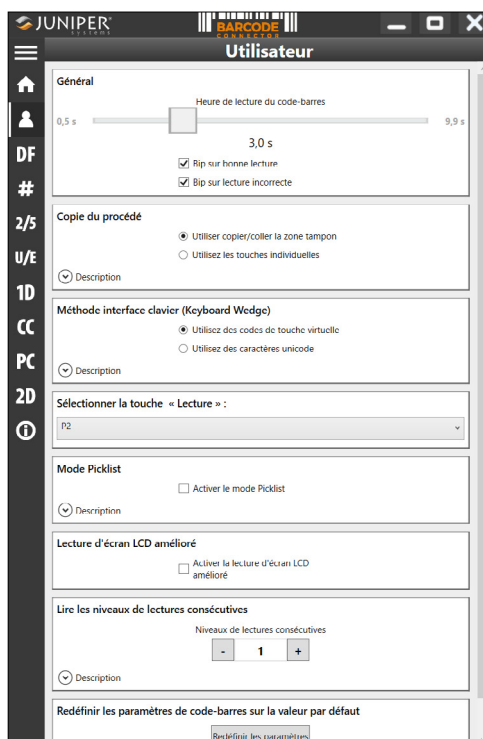 JUNIPER
systems
BARCODE
CONNECTOR
Utilisateur
Général
Heure de lecture du code-barres
0,5 s
9,9 s
3,0 s
Bip sur bonne lecture
Bip sur lecture incorrecte
DF
#
2/5
U/E
1D
CC
PC
2D
Copie du procédé
Utiliser copier/coller la zone tampon
Utilisez les touches individuelles
Description
Méthode interface clavier (Keyboard Wedge)
Utilisez des codes de touche virtuelle
Utilisez des caractères unicode
Description
Sélectionner la touche « Lecture » :
P2
Mode Picklist
Activer le mode Picklist
Description
Lecture d'écran LCD amélioré
Activer la lecture d'écran LCD
amélioré
Lire les niveaux de lectures consécutives
Niveaux de lectures consécutives
- 1 +
Description
Redéfinir les paramètres de code-barres sur la valeur par défaut
Redéfinir les paramètres